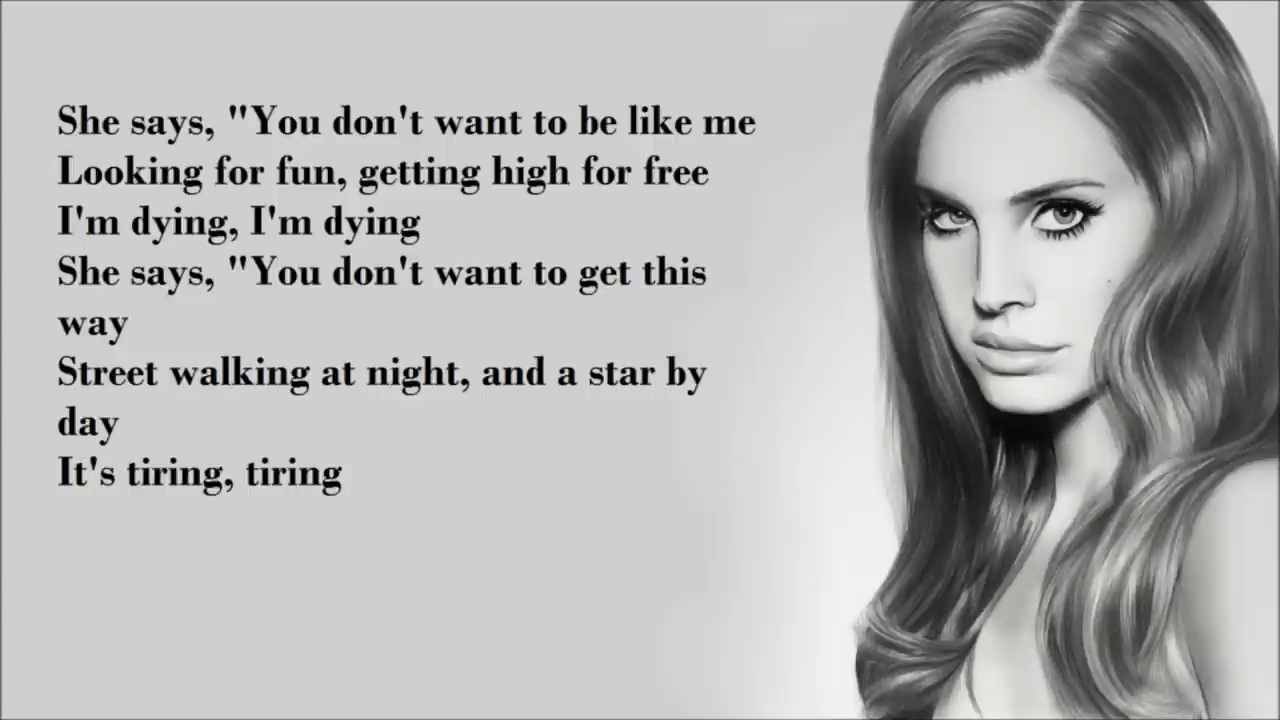 She says, "You don't want to be like me
Looking for fun, getting high for free
I'm dying, I'm dying
She says, "You don't want to get this
way
Street walking at night, and a star by
day
It's tiring, tiring